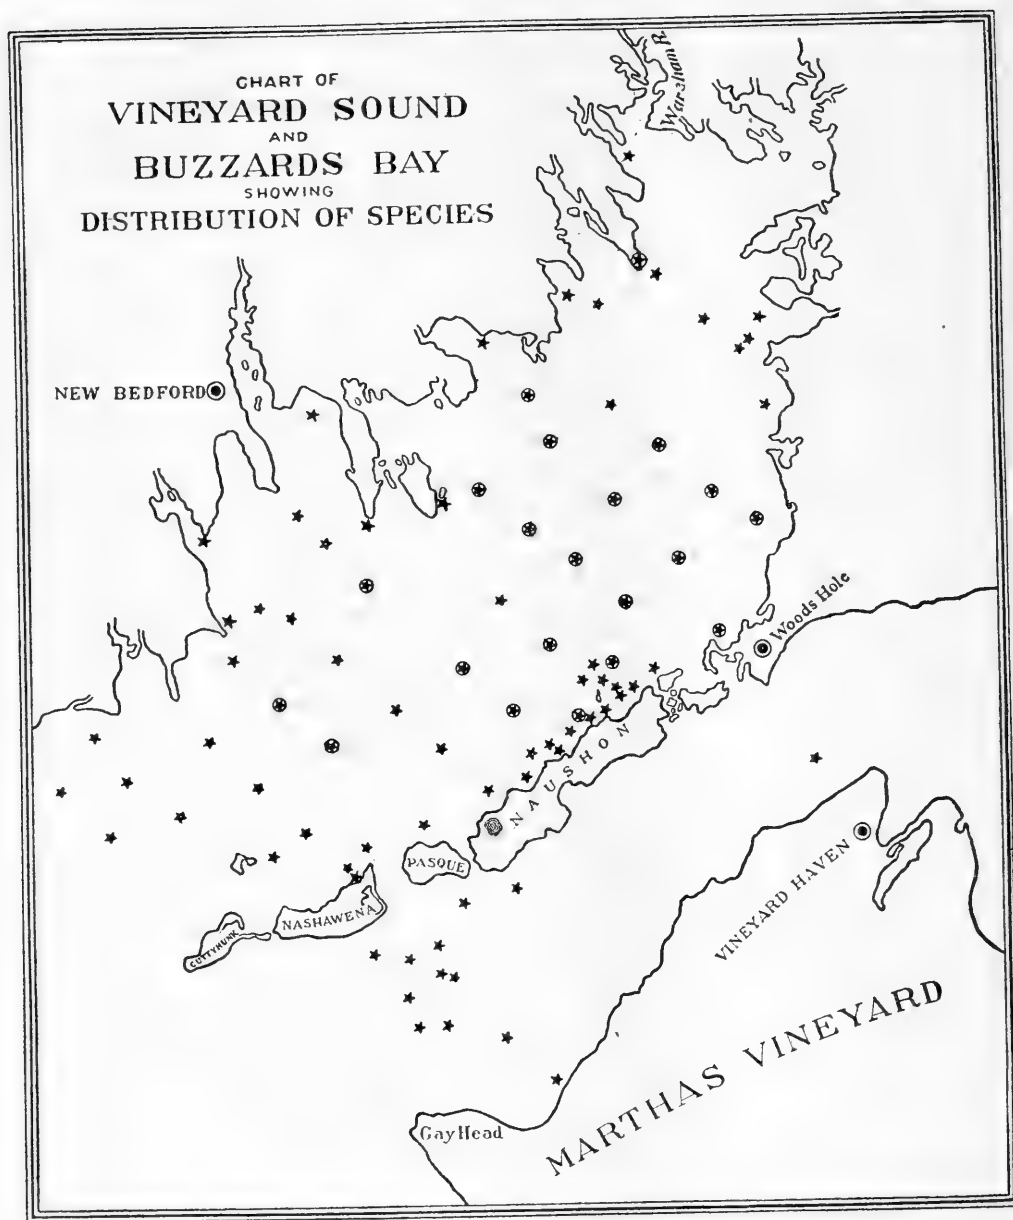 CHART OF
VINEYARD SOUND
AND
BUZZARDS BAY
SHOWING
DISTRIBUTION OF SPECIES
Wareham R.
NEW BEDFORD
Woods Hole
NAUSHON
PASQUE
NASHAWENA
CUTTYHUNK
VINEYARD HAVEN
MARTHAS VINEYARD
Gay Head